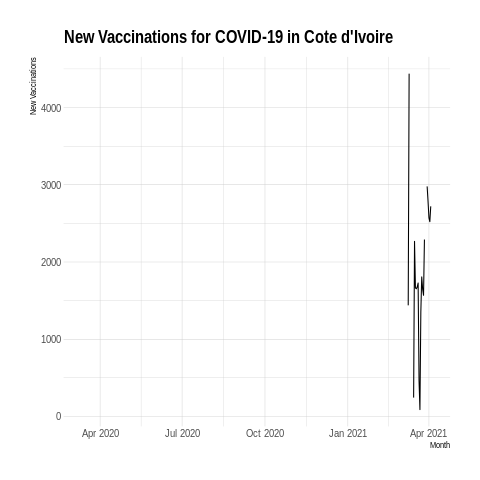 New Vaccinations for COVID-19 in Cote d'Ivoire
New Vaccinations
4000
3000
2000
1000
0
Apr 2020 Jul 2020 Oct 2020 Jan 2021 Apr 2021
Month